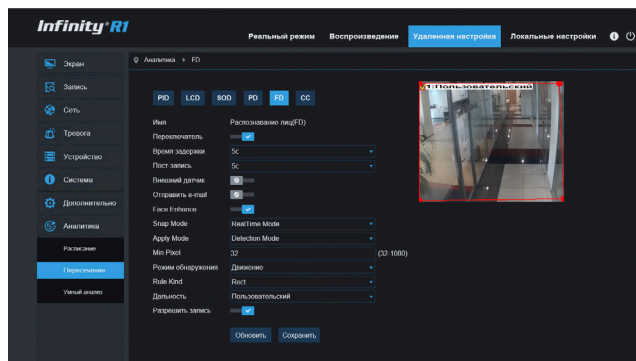 Infinity R1
Реальный режим Воспроизведение Удаленная настройка Локальные настройки
Экран
Запись
Сеть
Тревога
Устройство
Система
Дополнительно
Аналитика
Расписание
Пересечение
Умный анализ
Аналитика FD
PID LCD SOD PD FD CC
Имя Распознавание лиц(FD)
Переключатель
Время задержки 5с
Пост-запись 5с
Внешний датчик
Отправить e-mail
Face Enhance
Snap Mode RealTime Mode
Apply Mode Detection Mode
Min Pixel 32 (32-1080)
Режим обнаружения Движение
Rule Kind Rect
Дальность Пользовательский
Разрешить запись
Обновить Сохранить
1:Пользовательский